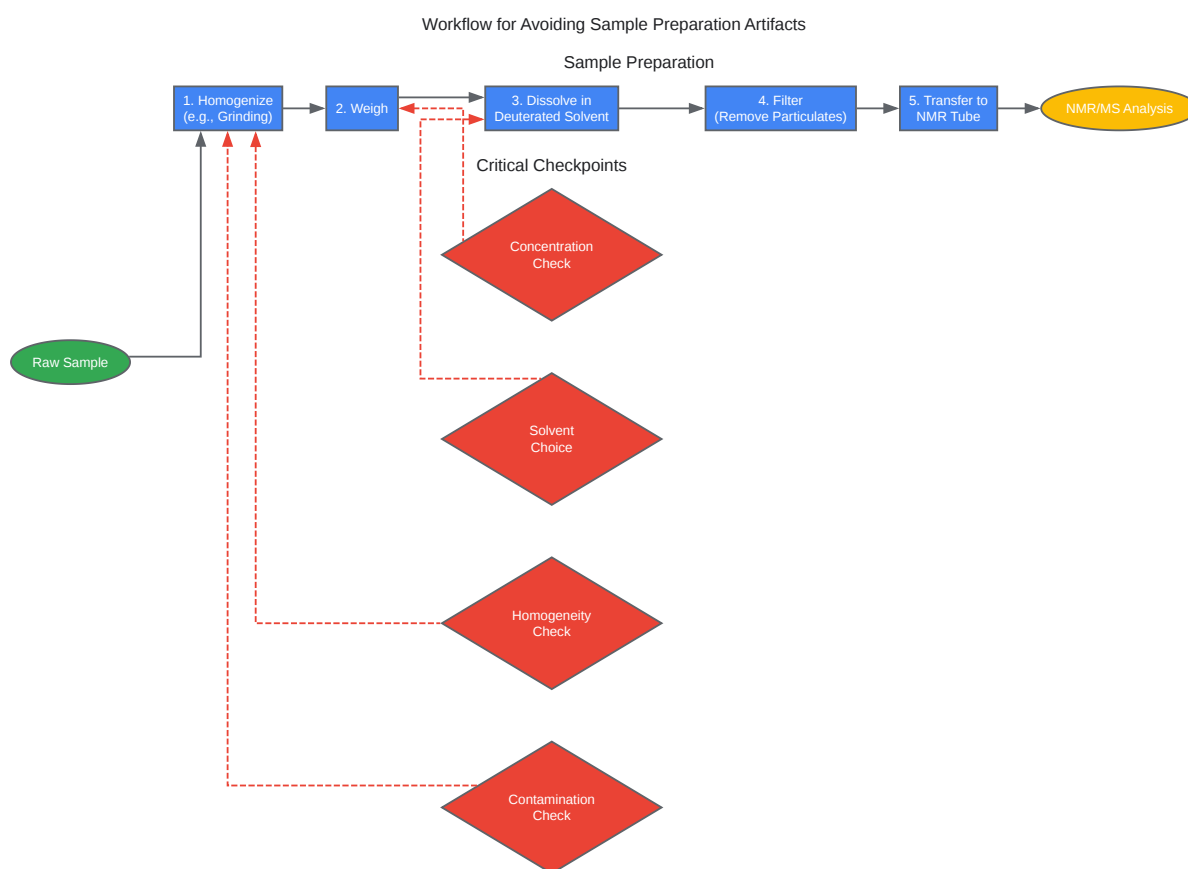 Workflow for Avoiding Sample Preparation Artifacts
Sample Preparation
1. Homogenize
(e.g., Grinding)
2. Weigh
3. Dissolve in
Deuterated Solvent
4. Filter
(Remove Particulates)
5. Transfer to
NMR Tube
NMR/MS Analysis
Critical Checkpoints
Concentration
Check
Raw Sample
Solvent
Choice
Homogeneity
Check
Contamination
Check